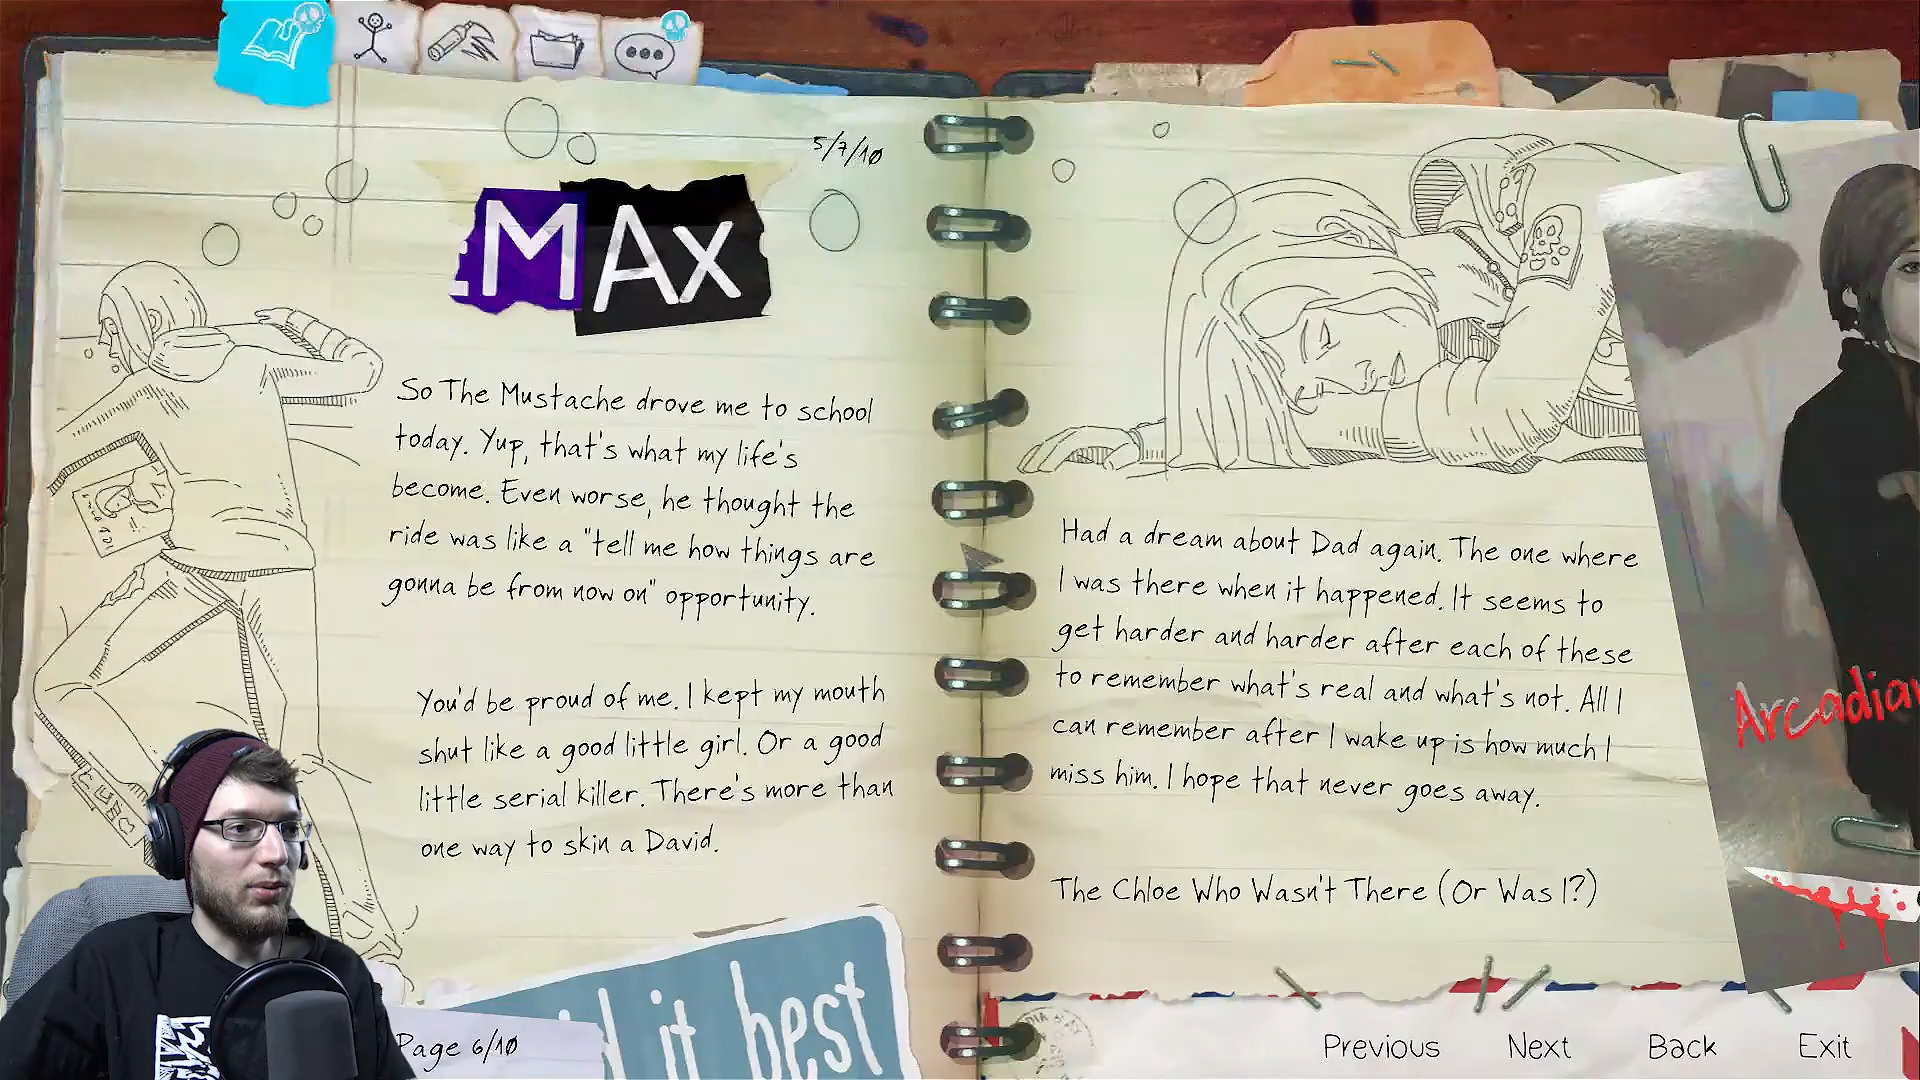 5/7/10
MAx
So The Mustache drove me to school
today. Yup, that's what my life's
become. Even worse, he thought the
ride was like a "tell me how things are
gonna be from now on" opportunity.
You'd be proud of me. I kept my mouth
shut like a good little girl. Or a good
little serial killer. There's more than
one way to skin a David.
it best
Page 6/10
Had a dream about Dad again. The one where
I was there when it happened. It seems to
get harder and harder after each of these
to remember what's real and what's not. All I
can remember after I wake up is how much I
miss him. I hope that never goes away.
The Chloe Who Wasn't There (Or Was I?)
Arcadian
Previous Next Back Exit